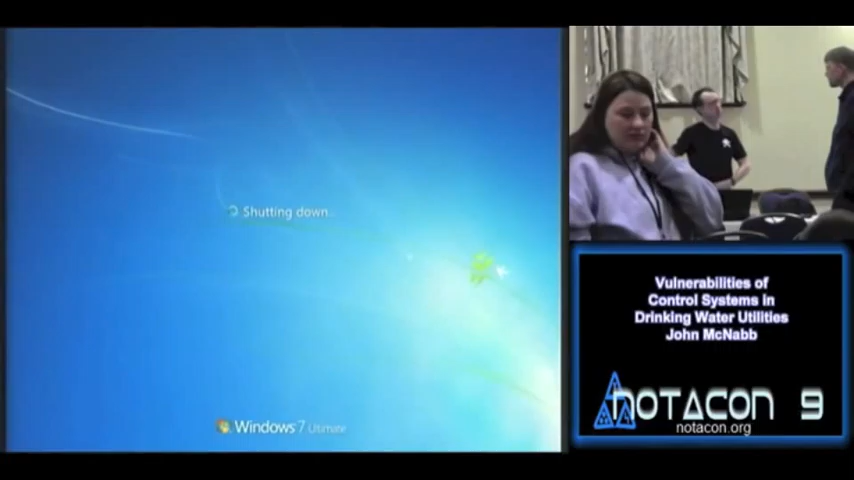 Shutting down...
Windows 7 Ultimate
Vulnerabilities of
Control Systems in
Drinking Water Utilities
John McNabb
NOTACON 9
notacon.org